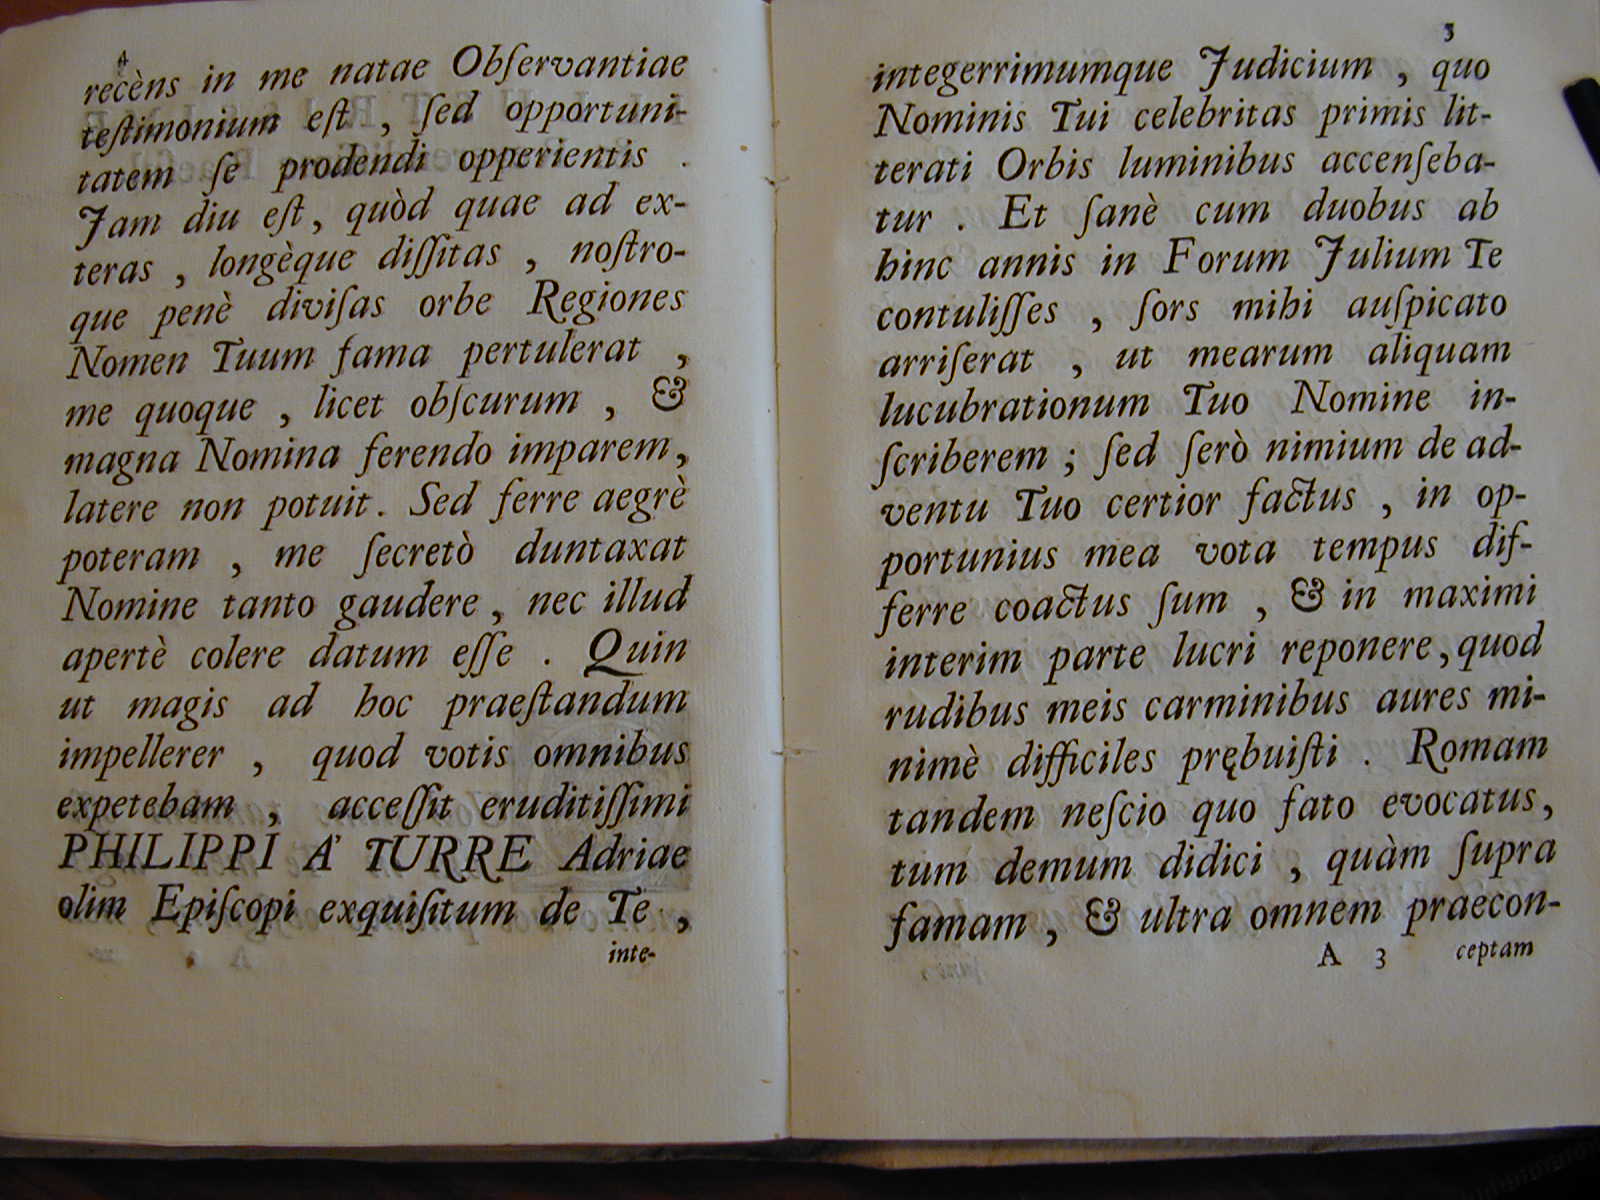 4
recèns in me natae Obſervantiae
teſtimonium eſt , ſed opportuni-
tatem ſe prodendi opperientis .
Jam diu eſt, quòd quae ad ex-
teras , longèque diſſitas , noſtro-
que penè diviſas orbe Regiones
Nomen Tuum fama pertulerat ,
me quoque , licet obſcurum , &
magna Nomina ferendo imparem,
latere non potuit. Sed ferre aegrè
poteram , me ſecretò duntaxat
Nomine tanto gaudere, nec illud
apertè colere datum eſſe . Quin
ut magis ad hoc praeſtandum
impellerer , quod votis omnibus
expetebam , acceſſit eruditiſſimi
PHILIPPI A' TURRE Adriae
olim Epiſcopi exquiſitum de Te ,
inte-
3
integerrimumque Judicium , quo
Nominis Tui celebritas primis lit-
terati Orbis luminibus accenſeba-
tur . Et ſanè cum duobus ab
hinc annis in Forum Julium Te
contuliſſes , ſors mihi auſpicato
arriſerat , ut mearum aliquam
lucubrationum Tuo Nomine in-
ſcriberem ; ſed ſerò nimium de ad-
ventu Tuo certior factus , in op-
portunius mea vota tempus dif-
ferre coactus ſum , & in maximi
interim parte lucri reponere, quod
rudibus meis carminibus aures mi-
nimè difficiles prębuiſti . Romam
tandem neſcio quo fato evocatus,
tum demum didici , quàm ſupra
famam , & ultra omnem praecon-
A 3 ceptam